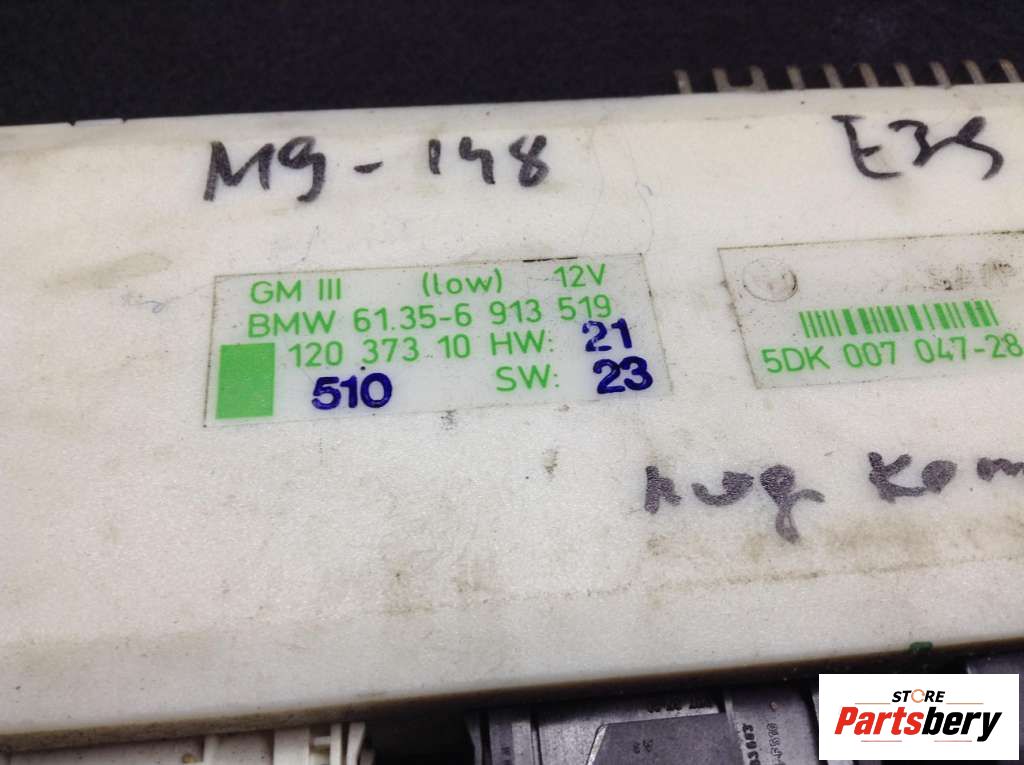 M9-148
E39
GM III (low) 12V
BMW 61.35-6 913 519
120 373 10 HW: 21
510 SW: 23
5DK 007 047-28
STORE
Partsbery